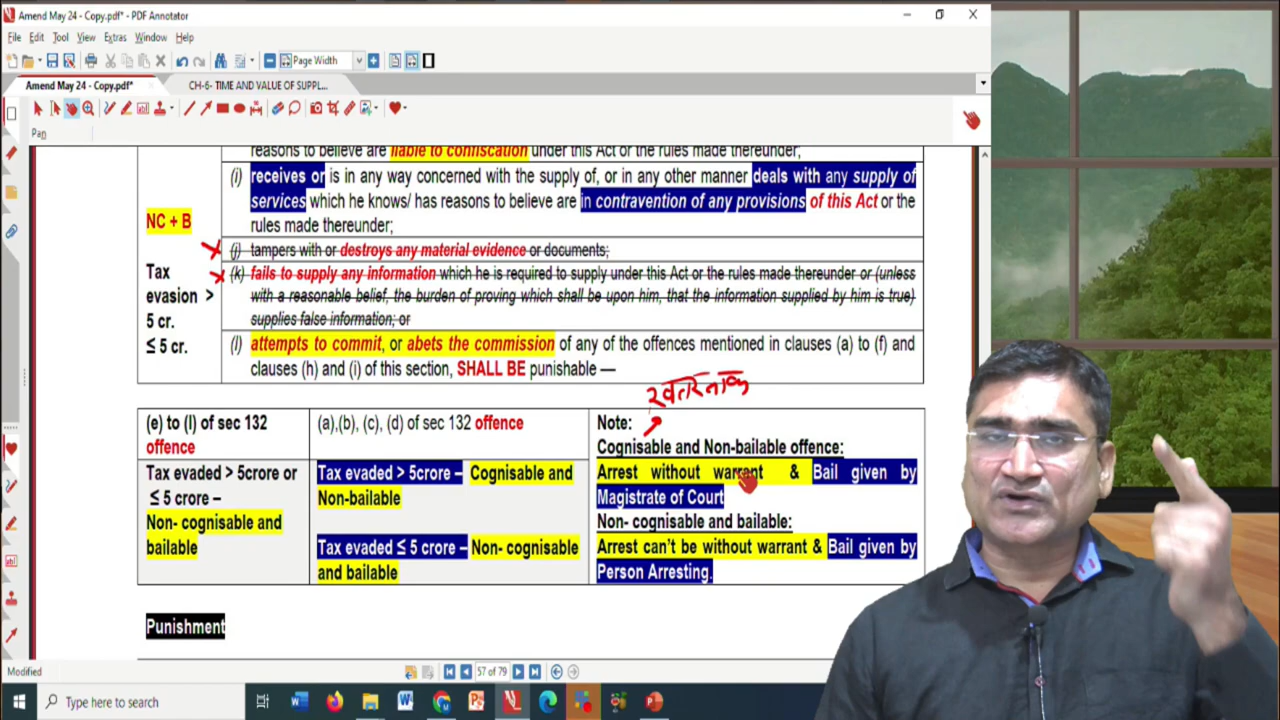 Amend May 24 - Copy.pdf* - PDF Annotator
File Edit Tool View Extras Window Help
Page Width
Amend May 24 - Copy.pdf* CH-6- TIME AND VALUE OF SUPPL...
Pan
reasons to believe are liable to confiscation under this Act or the rules made thereunder;
(i) receives or is in any way concerned with the supply of, or in any other manner deals with any supply of
services which he knows/ has reasons to believe are in contravention of any provisions of this Act or the
rules made thereunder;
NC + B
(j) tampers with or destroys any material evidence or documents;
Tax
evasion >
5 cr.
≤ 5 cr.
(k) fails to supply any information which he is required to supply under this Act or the rules made thereunder or (unless
with a reasonable belief, the burden of proving which shall be upon him, that the information supplied by him is true)
supplies false information; or
(l) attempts to commit, or abets the commission of any of the offences mentioned in clauses (a) to (f) and
clauses (h) and (i) of this section, SHALL BE punishable —
खतरनाक
(e) to (l) of sec 132
offence
(a),(b), (c), (d) of sec 132 offence
Note:
Cognisable and Non-bailable offence:
Arrest without warrant & Bail given by
Magistrate of Court
Non- cognisable and bailable:
Arrest can't be without warrant & Bail given by
Person Arresting.
Tax evaded > 5crore or
≤ 5 crore –
Non- cognisable and
bailable
Tax evaded > 5crore – Cognisable and
Non-bailable
Tax evaded ≤ 5 crore – Non- cognisable
and bailable
Punishment
Modified
57 of 79
Type here to search